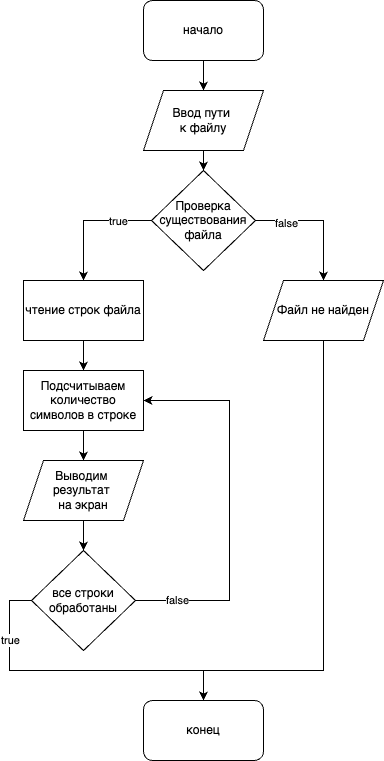 начало
Ввод пути
к файлу
Проверка
существования
файла
true
false
чтение строк файла
Файл не найден
Подсчитываем
количество
символов в строке
Выводим
результат
на экран
все строки
обработаны
false
true
конец